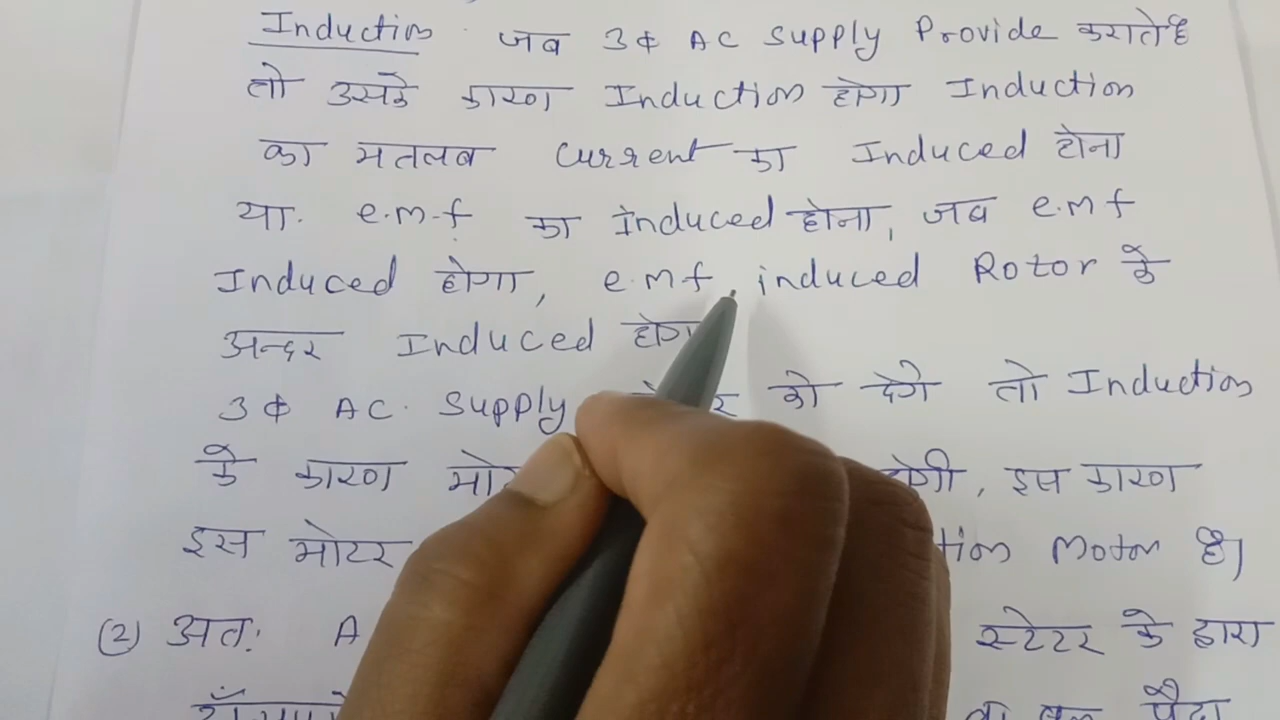 Induction. जब 3ϕ AC Supply Provide कराते है
तो उसके कारण Induction होगा Induction
का मतलब Current का Induced होना
या. e.m.f का induced होना, जब e.m.f
Induced होगा, e.m.f induced Rotor के
अन्दर Induced
3ϕ AC. Supply को देंगे तो Induction
के कारण होगी, इस कारण
इस मोटर Motor है।
(2) अतः A स्टेटर के द्वारा
पैदा